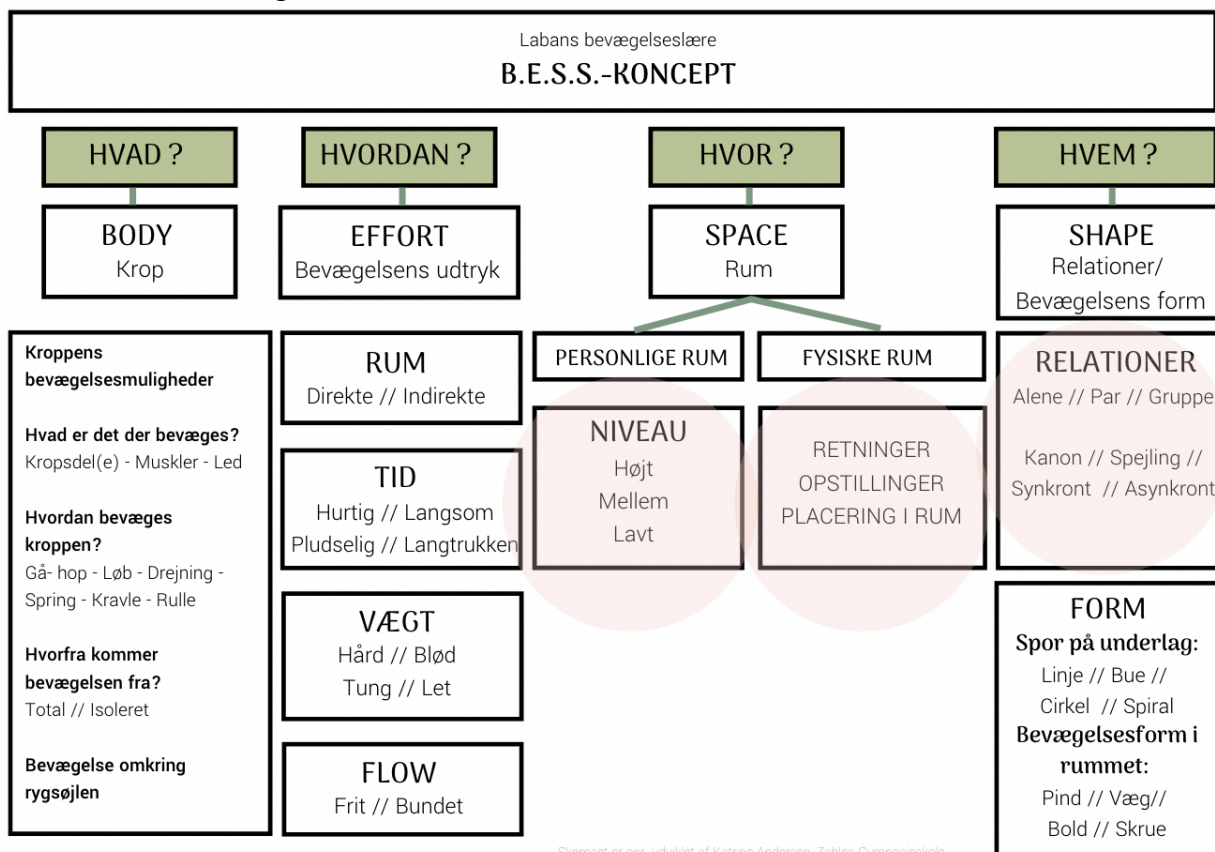 Labans bevægelseslære
B.E.S.S.-KONCEPT
HVAD ?
BODY
Krop
Kroppens
bevægelsesmuligheder
Hvad er det der bevæges?
Kropsdel(e) - Muskler - Led
Hvordan bevæges
kroppen?
Gå- hop - Løb - Drejning -
Spring - Kravle - Rulle
Hvorfra kommer
bevægelsen fra?
Total // Isoleret
Bevægelse omkring
rygsøjlen
HVORDAN ?
EFFORT
Bevægelsens udtryk
RUM
Direkte // Indirekte
TID
Hurtig // Langsom
Pludselig // Langtrukken
VÆGT
Hård // Blød
Tung // Let
FLOW
Frit // Bundet
HVOR ?
SPACE
Rum
PERSONLIGE RUM
NIVEAU
Højt
Mellem
Lavt
FYSISKE RUM
RETNINGER
OPSTILLINGER
PLACERING I RUM
HVEM ?
SHAPE
Relationer/
Bevægelsens form
RELATIONER
Alene // Par // Gruppe
Kanon // Spejling //
Synkront // Asynkront
FORM
Spor på underlag:
Linje // Bue //
Cirkel // Spiral
Bevægelsesform i
rummet:
Pind // Væg//
Bold // Skrue